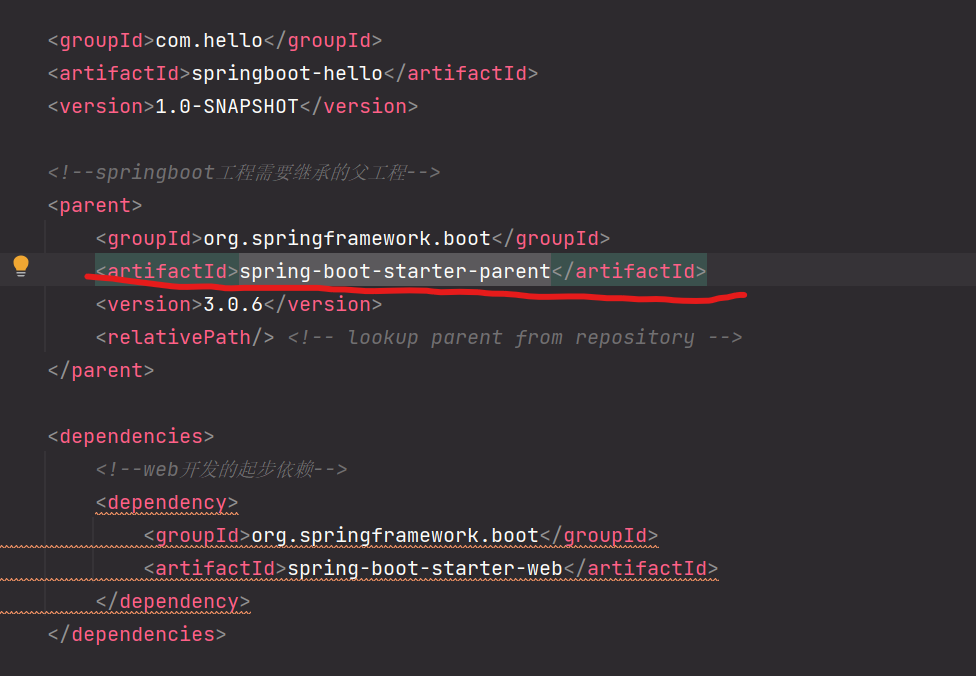 <groupId>com.hello</groupId>
<artifactId>springboot-hello</artifactId>
<version>1.0-SNAPSHOT</version>
<!--springboot工程需要继承的父工程-->
<parent>
<groupId>org.springframework.boot</groupId>
<artifactId>spring-boot-starter-parent</artifactId>
<version>3.0.6</version>
<relativePath/> <!-- lookup parent from repository -->
</parent>
<dependencies>
<!--web开发的起步依赖-->
<dependency>
<groupId>org.springframework.boot</groupId>
<artifactId>spring-boot-starter-web</artifactId>
</dependency>
</dependencies>